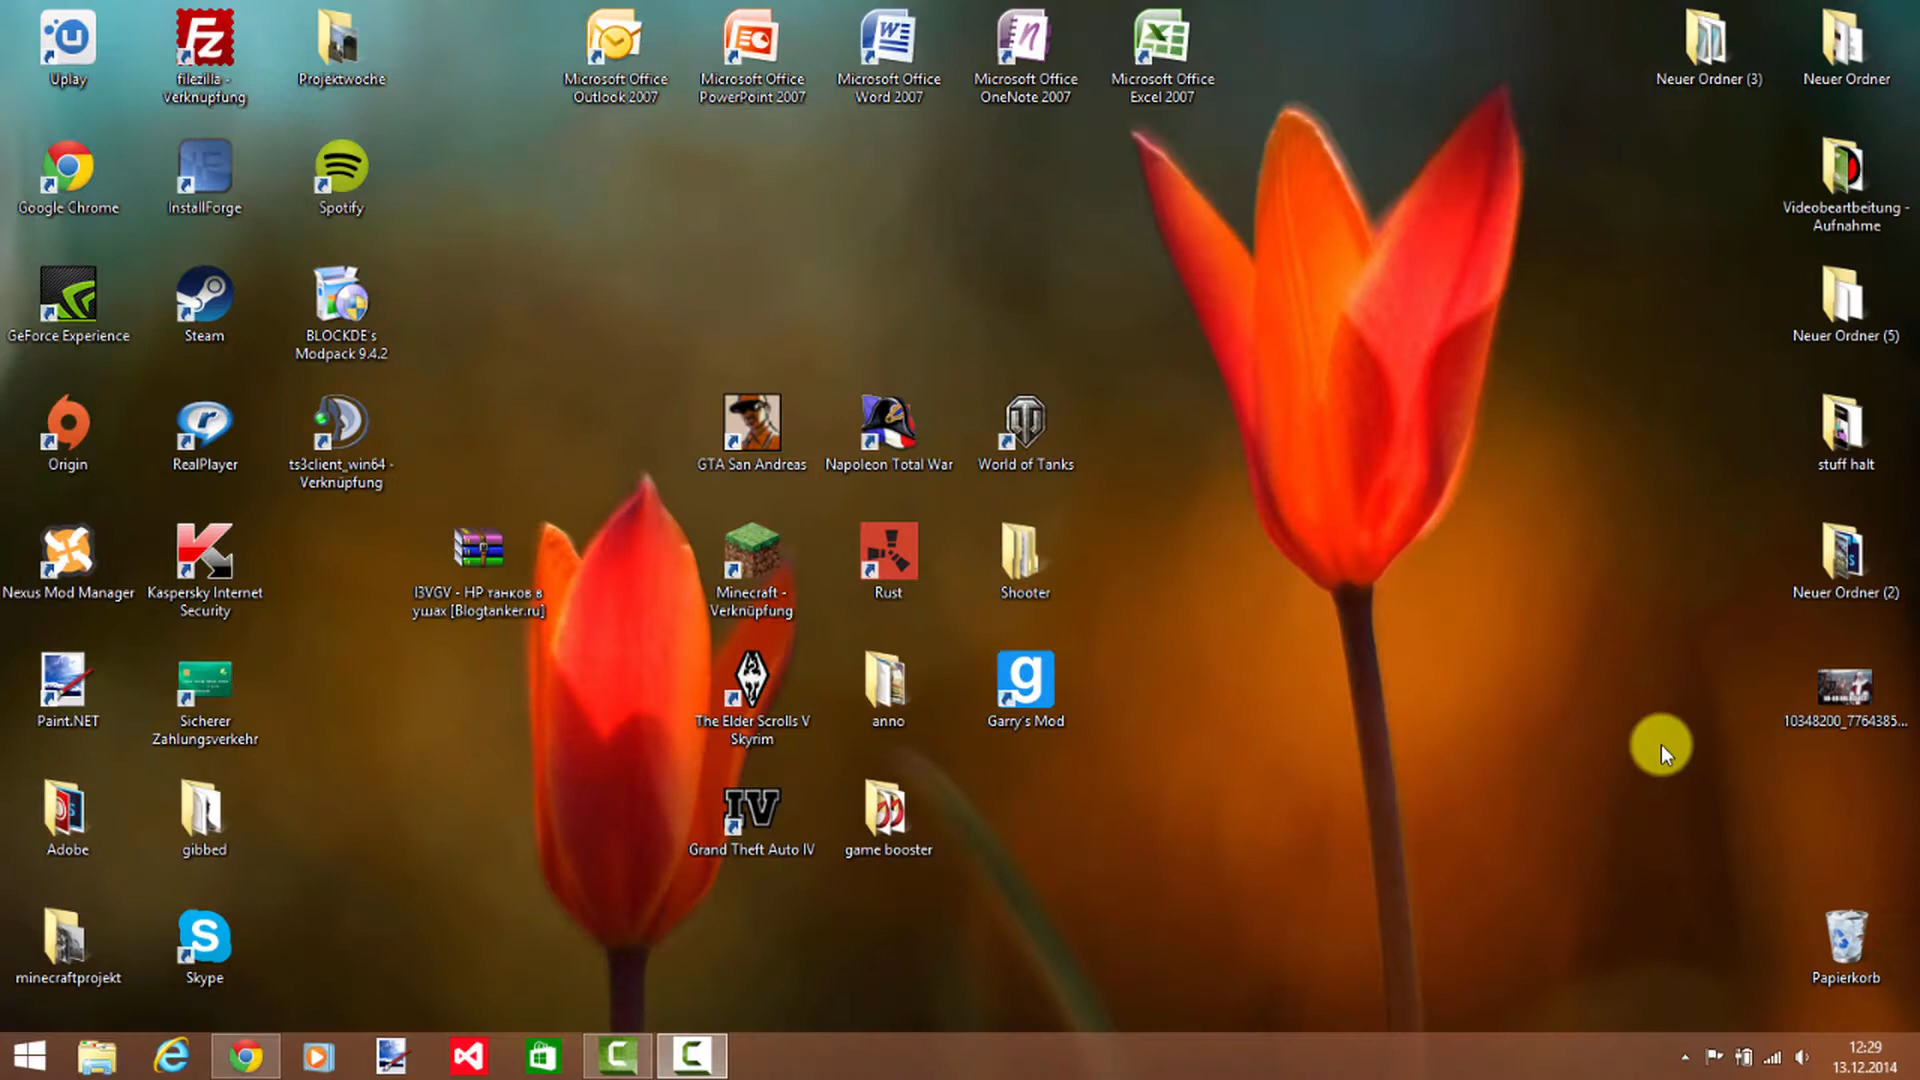 Uplay
filezilla -
Verknüpfung
Projektwoche
Microsoft Office
Outlook 2007
Microsoft Office
PowerPoint 2007
Microsoft Office
Word 2007
Microsoft Office
OneNote 2007
Microsoft Office
Excel 2007
Neuer Ordner (3)
Neuer Ordner
Google Chrome
InstallForge
Spotify
Videobearbeitung -
Aufnahme
GeForce Experience
Steam
BLOCKDE's
Modpack 9.4.2
Neuer Ordner (5)
Origin
RealPlayer
ts3client_win64 -
Verknüpfung
GTA San Andreas
Napoleon Total War
World of Tanks
stuff halt
Nexus Mod Manager
Kaspersky Internet
Security
I3VGV - HP танков в
ушах [Blogtanker.ru]
Minecraft -
Verknüpfung
Rust
Shooter
Neuer Ordner (2)
Paint.NET
Sicherer
Zahlungsverkehr
The Elder Scrolls V
Skyrim
anno
Garry's Mod
10348200_7764385...
Adobe
gibbed
Grand Theft Auto IV
game booster
minecraftprojekt
Skype
Papierkorb
12:29
13.12.2014